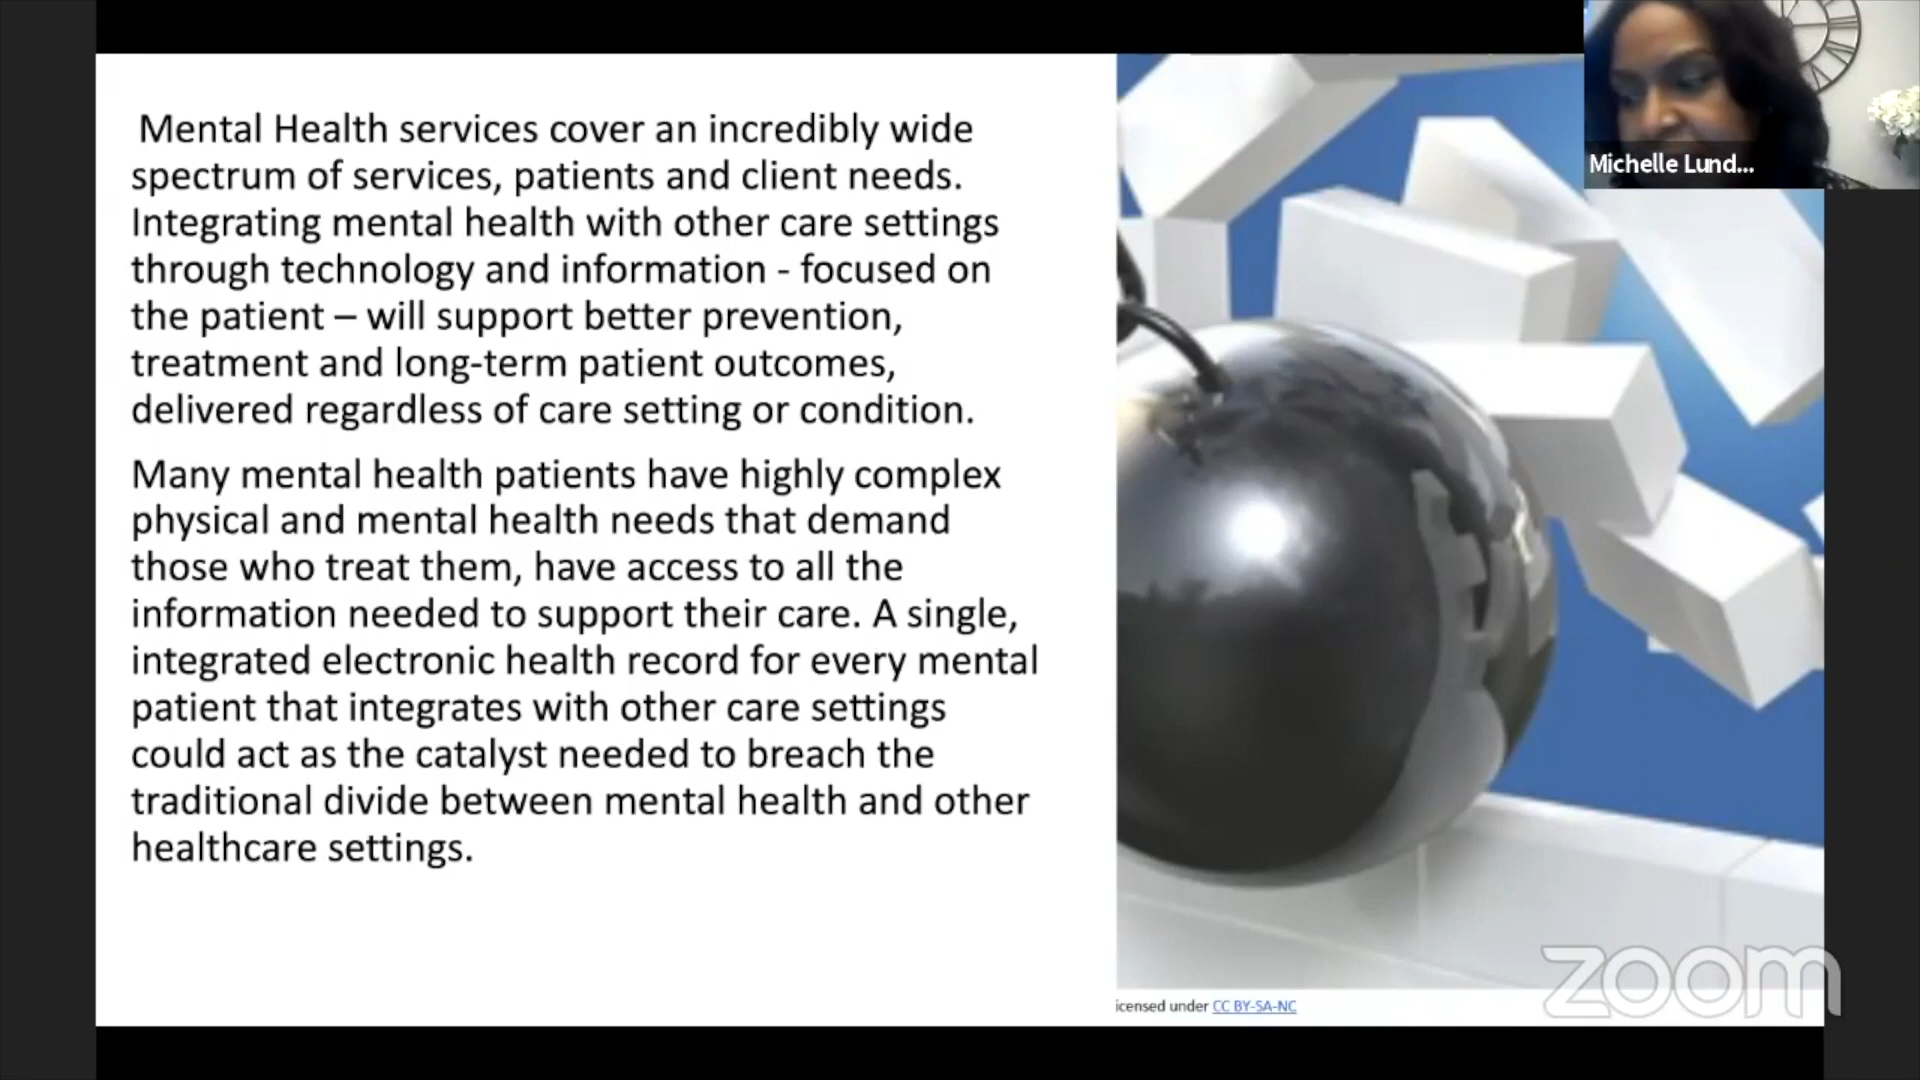 Mental Health services cover an incredibly wide
spectrum of services, patients and client needs.
Integrating mental health with other care settings
through technology and information - focused on
the patient – will support better prevention,
treatment and long-term patient outcomes,
delivered regardless of care setting or condition.
Many mental health patients have highly complex
physical and mental health needs that demand
those who treat them, have access to all the
information needed to support their care. A single,
integrated electronic health record for every mental
patient that integrates with other care settings
could act as the catalyst needed to breach the
traditional divide between mental health and other
healthcare settings.
Michelle Lund...
icensed under CC BY-SA-NC
zoom